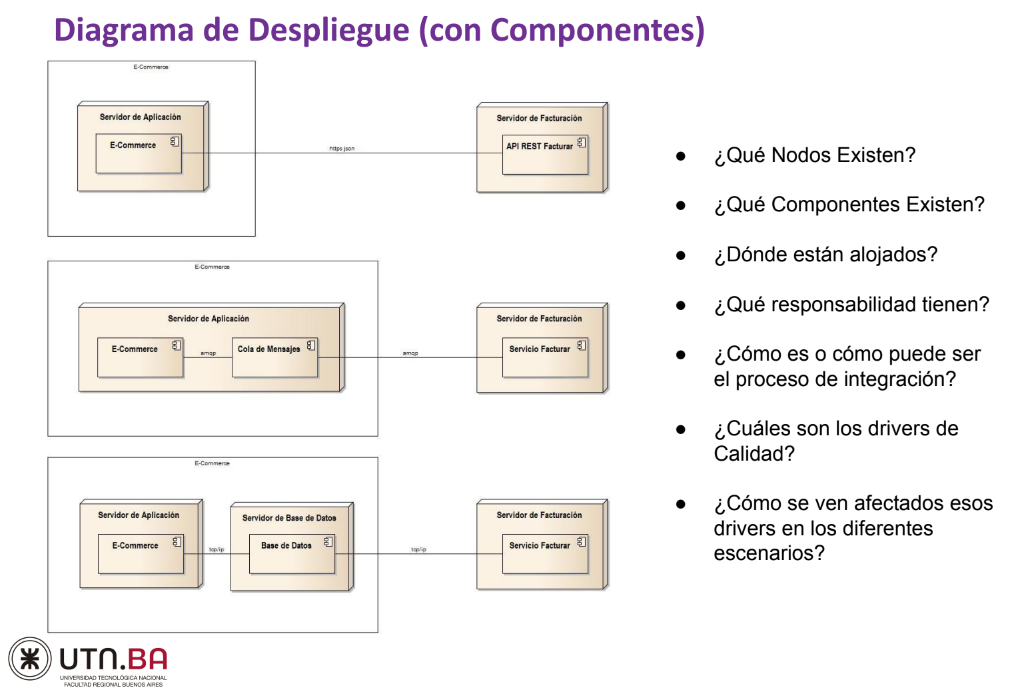 Diagrama de Despliegue (con Componentes)
E-Commerce
Servidor de Aplicación
E-Commerce
https json
Servidor de Facturación
API REST Facturar
E-Commerce
Servidor de Aplicación
E-Commerce
amqp
Cola de Mensajes
amqp
Servidor de Facturación
Servicio Facturar
E-Commerce
Servidor de Aplicación
E-Commerce
tcp/ip
Servidor de Base de Datos
Base de Datos
tcp/ip
Servidor de Facturación
Servicio Facturar
● ¿Qué Nodos Existen?
● ¿Qué Componentes Existen?
● ¿Dónde están alojados?
● ¿Qué responsabilidad tienen?
● ¿Cómo es o cómo puede ser
el proceso de integración?
● ¿Cuáles son los drivers de
Calidad?
● ¿Cómo se ven afectados esos
drivers en los diferentes
escenarios?
UTN.BA
UNIVERSIDAD TECNOLÓGICA NACIONAL
FACULTAD REGIONAL BUENOS AIRES